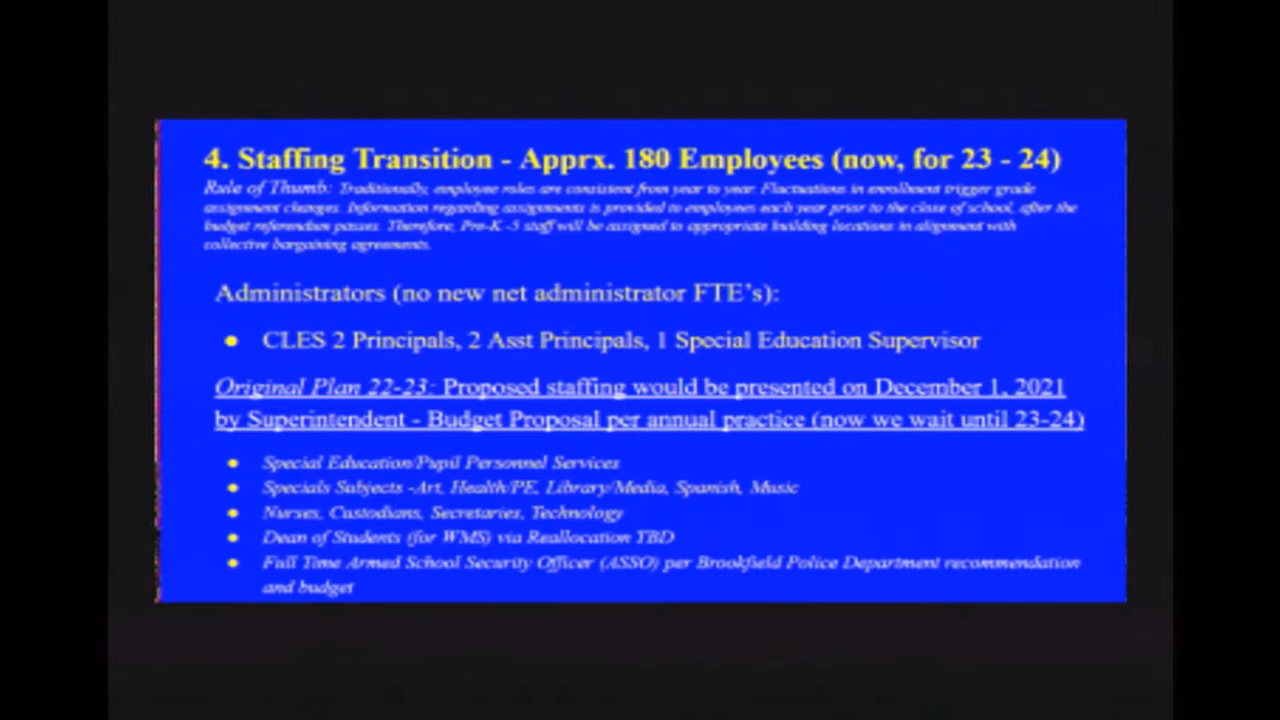 4. Staffing Transition - Apprx. 180 Employees (now, for 23 - 24)
Rule of Thumb: Traditionally, employee roles are consistent from year to year. Fluctuations in enrollment trigger grade
assignment changes. Information regarding assignments is provided to employees each year prior to the close of school, after the
budget referendum passes. Therefore, Pre-K -5 staff will be assigned to appropriate building locations in alignment with
collective bargaining agreements.
Administrators (no new net administrator FTE's):
• CLES 2 Principals, 2 Asst Principals, 1 Special Education Supervisor
Original Plan 22-23: Proposed staffing would be presented on December 1, 2021
by Superintendent - Budget Proposal per annual practice (now we wait until 23-24)
• Special Education/Pupil Personnel Services
• Specials Subjects -Art, Health/PE, Library/Media, Spanish, Music
• Nurses, Custodians, Secretaries, Technology
• Dean of Students (for WMS) via Reallocation TBD
• Full Time Armed School Security Officer (ASSO) per Brookfield Police Department recommendation
and budget